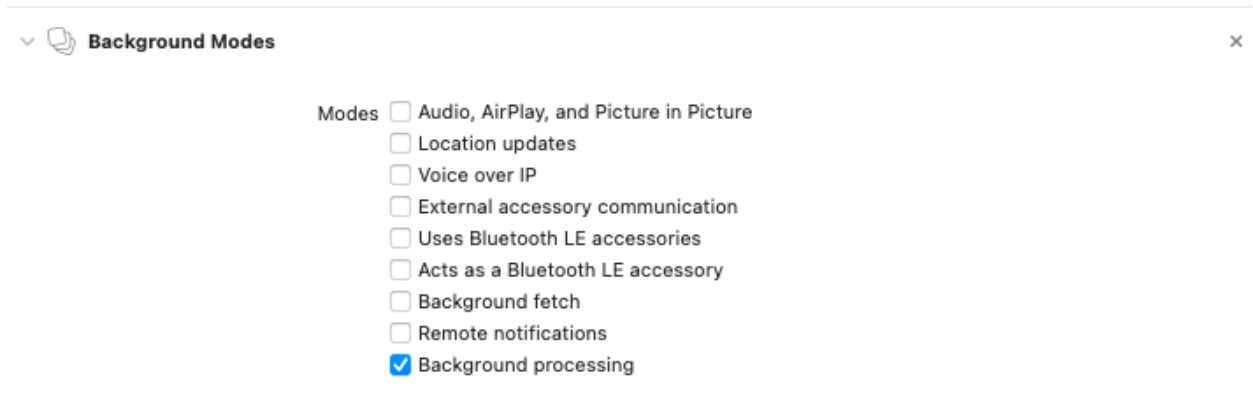 Background Modes
Modes Audio, AirPlay, and Picture in Picture
Location updates
Voice over IP
External accessory communication
Uses Bluetooth LE accessories
Acts as a Bluetooth LE accessory
Background fetch
Remote notifications
Background processing